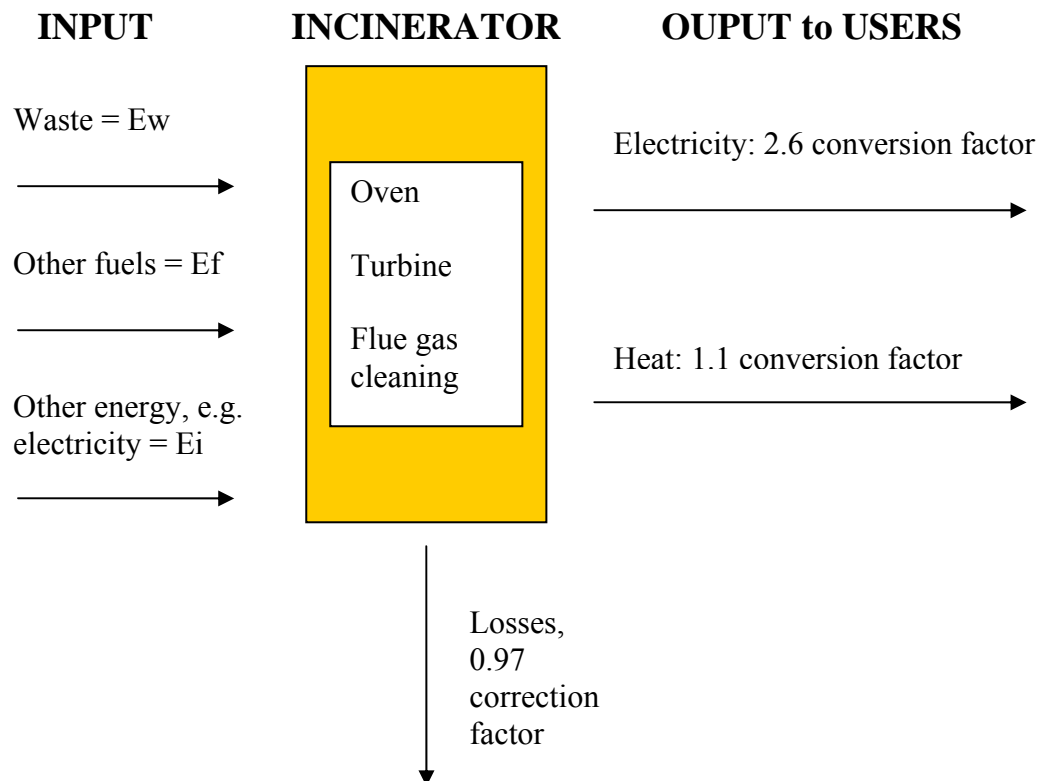 INPUT
INCINERATOR
OUPUT to USERS
Waste = Ew
Other fuels = Ef
Other energy, e.g.
electricity = Ei
Oven
Turbine
Flue gas
cleaning
Electricity: 2.6 conversion factor
Heat: 1.1 conversion factor
Losses,
0.97
correction
factor